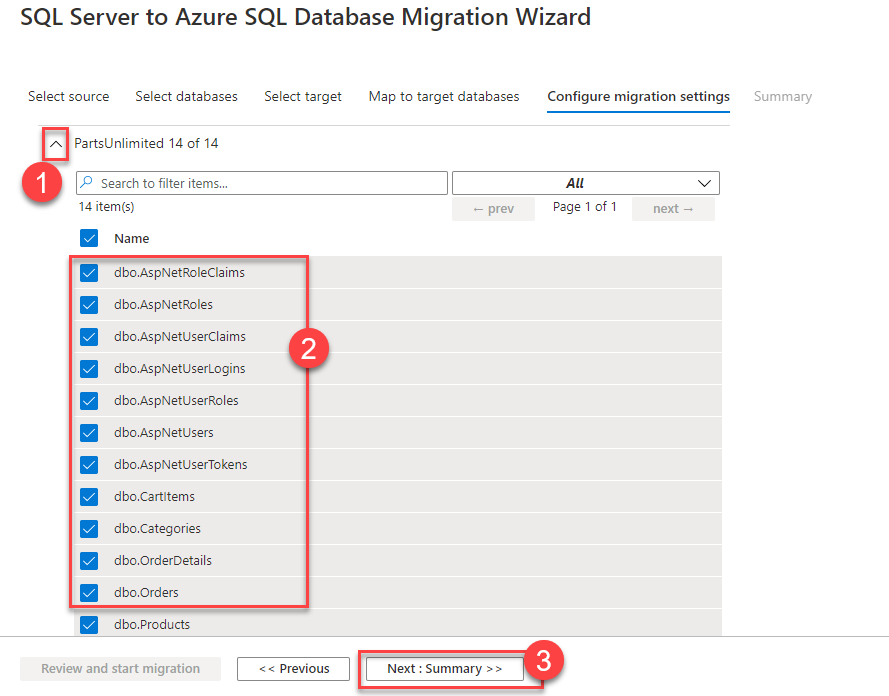 SQL Server to Azure SQL Database Migration Wizard
Select source Select databases Select target Map to target databases Configure migration settings Summary
PartsUnlimited 14 of 14
1
Search to filter items... All
14 item(s) ← prev Page 1 of 1 next →
Name
dbo.AspNetRoleClaims
dbo.AspNetRoles
dbo.AspNetUserClaims
2
dbo.AspNetUserLogins
dbo.AspNetUserRoles
dbo.AspNetUsers
dbo.AspNetUserTokens
dbo.CartItems
dbo.Categories
dbo.OrderDetails
dbo.Orders
dbo.Products
Review and start migration << Previous Next : Summary >> 3